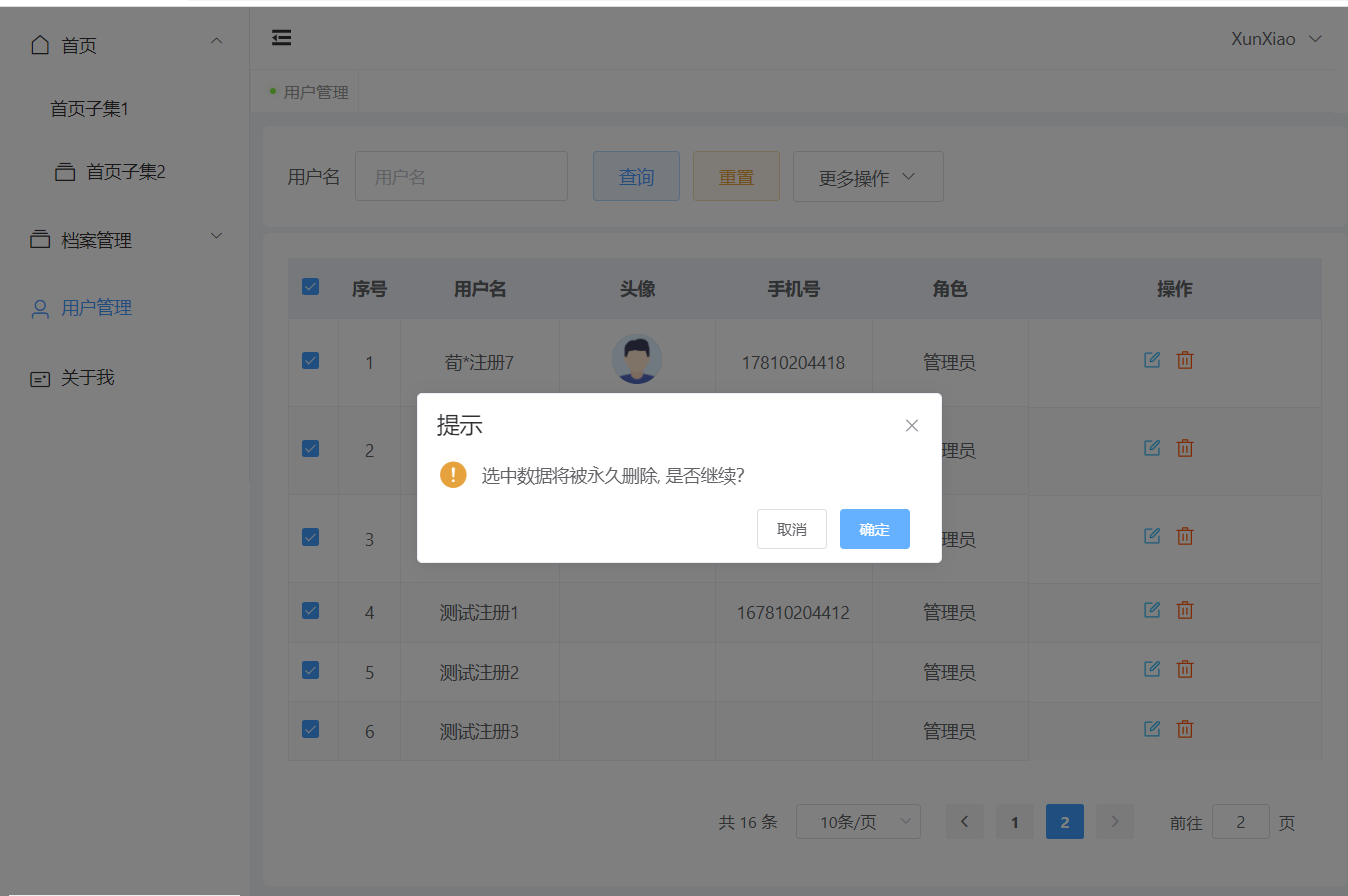 首页
首页子集1
首页子集2
档案管理
用户管理
关于我
XunXiao
用户管理
用户名 用户名 查询 重置 更多操作
序号 用户名 头像 手机号 角色 操作
1 荀*注册7 17810204418 管理员
2 理员
3 理员
4 测试注册1 167810204412 管理员
5 测试注册2 管理员
6 测试注册3 管理员
提示
选中数据将被永久删除, 是否继续?
取消 确定
共 16 条 10条/页 1 2 前往 2 页